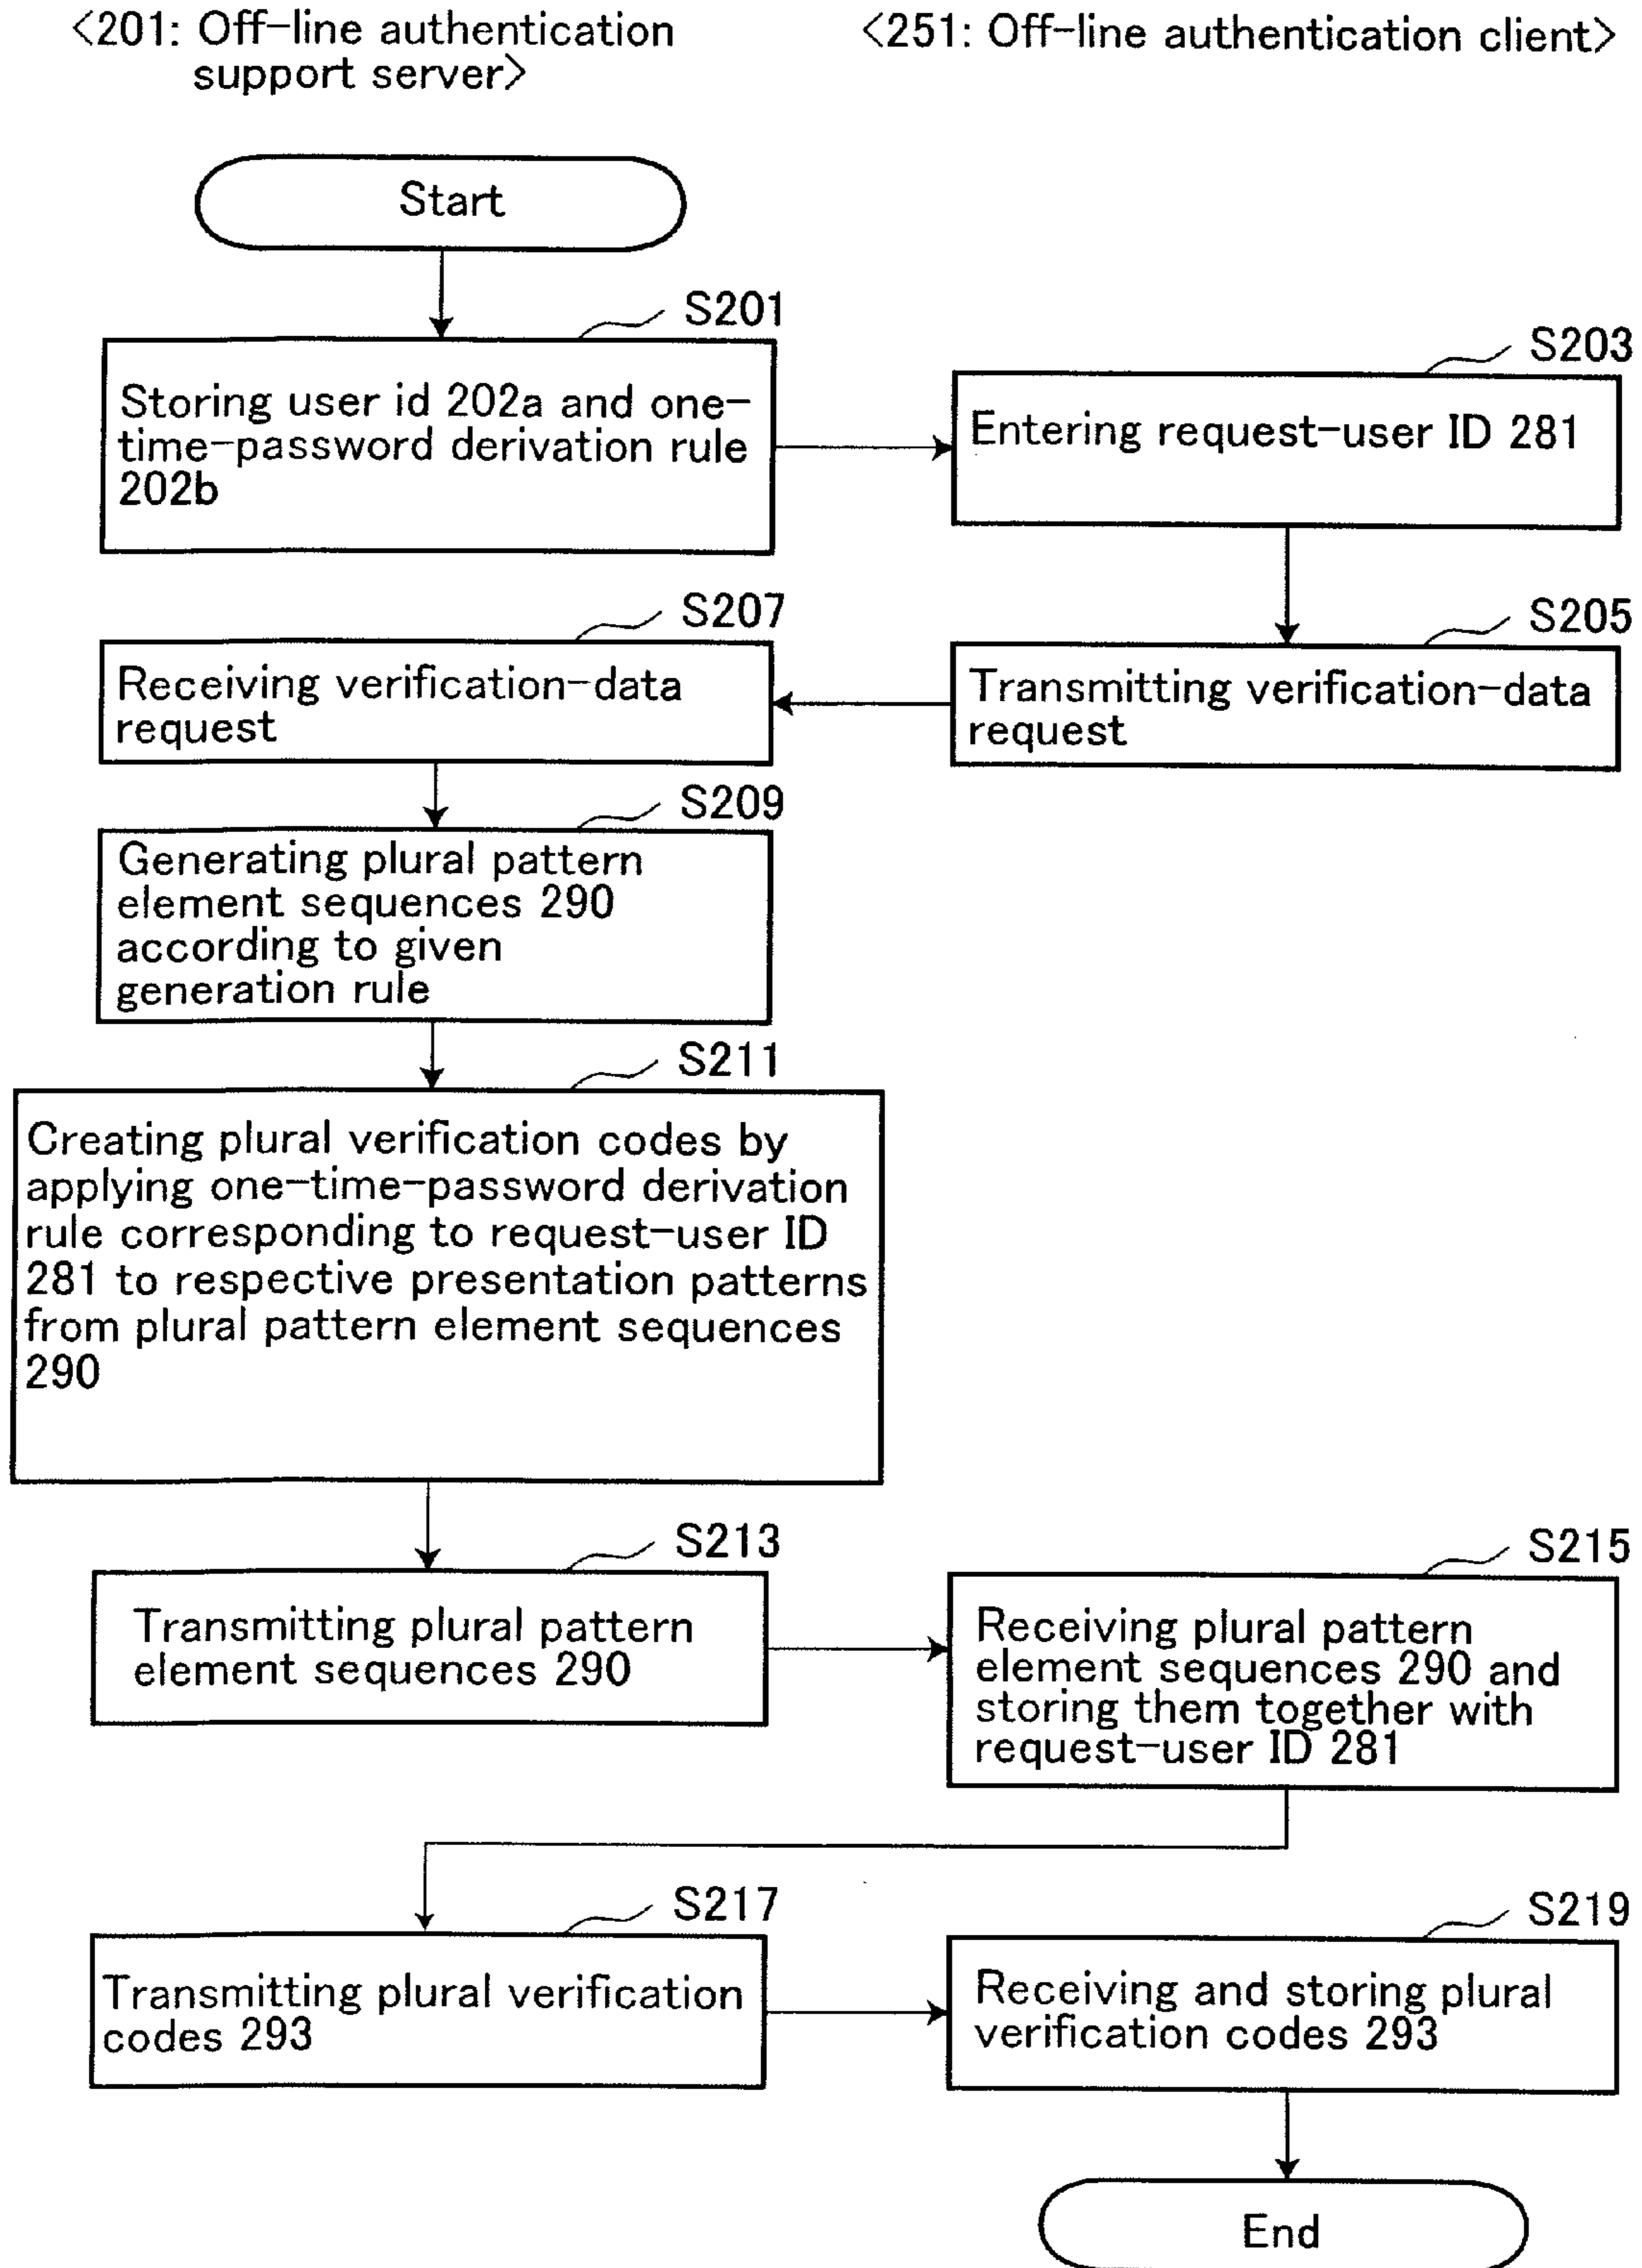 <201: Off-line authentication
support server>
<251: Off-line authentication client>
Start
S201
Storing user id 202a and one-
time-password derivation rule
202b
S203
Entering request-user ID 281
S205
Transmitting verification-data
request
S207
Receiving verification-data
request
S209
Generating plural pattern
element sequences 290
according to given
generation rule
S211
Creating plural verification codes by
applying one-time-password derivation
rule corresponding to request-user ID
281 to respective presentation patterns
from plural pattern element sequences
290
S213
Transmitting plural pattern
element sequences 290
S215
Receiving plural pattern
element sequences 290 and
storing them together with
request-user ID 281
S217
Transmitting plural verification
codes 293
S219
Receiving and storing plural
verification codes 293
End